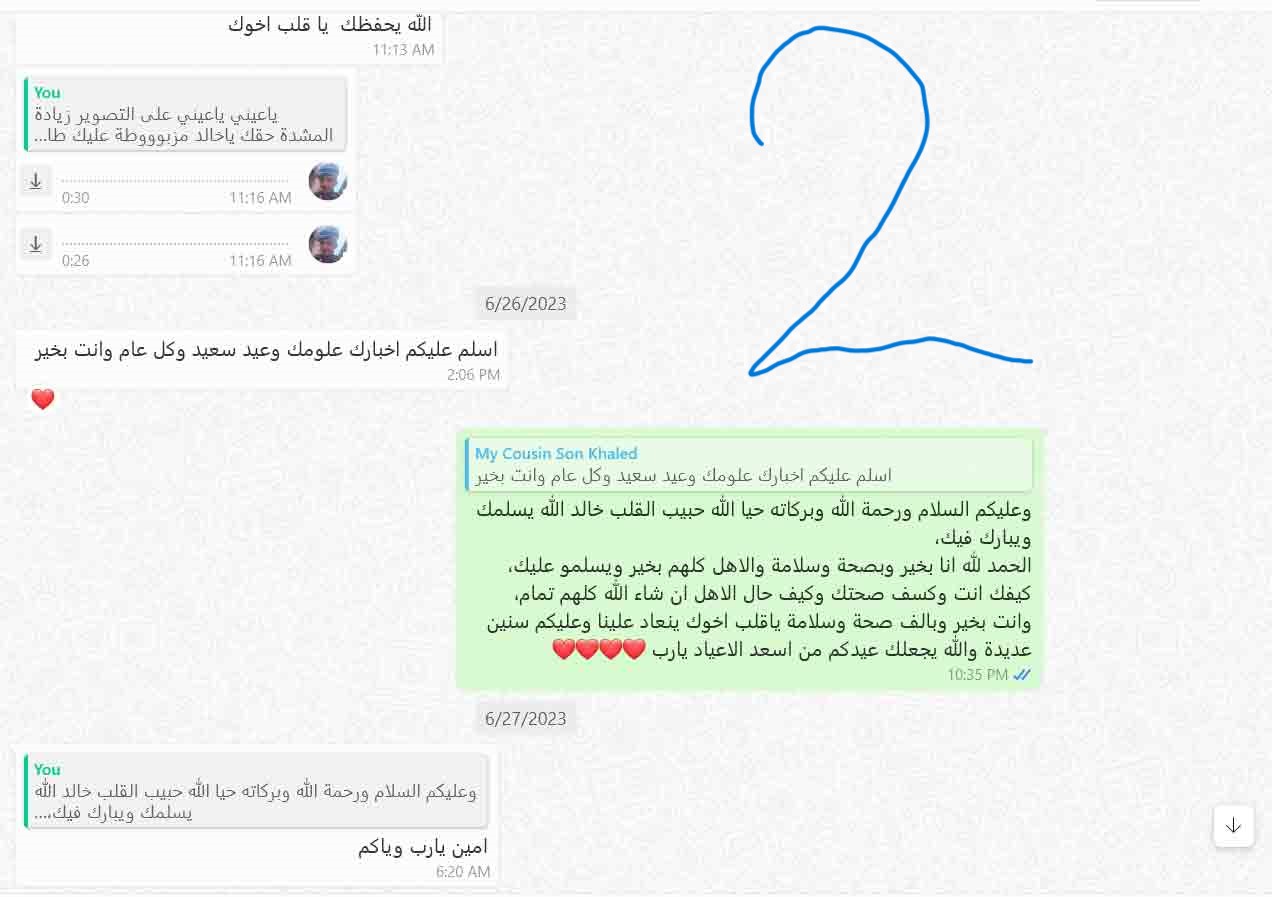 الله يحفظك يا قلب اخوك
11:13 AM
You
ياعيني ياعيني على التصوير زيادة
المشدة حقك ياخالد مزبوووطة عليك طا...
0:30
11:16 AM
0:26
11:16 AM
6/26/2023
اسلم عليكم اخبارك علومك وعيد سعيد وكل عام وانت بخير
2:06 PM
❤️
My Cousin Son Khaled
اسلم عليكم اخبارك علومك وعيد سعيد وكل عام وانت بخير
وعليكم السلام ورحمة الله وبركاته حيا الله حبيب القلب خالد الله يسلمك
ويبارك فيك،
الحمد لله انا بخير وبصحة وسلامة والاهل كلهم بخير ويسلمو عليك،
كيفك انت وكسف صحتك وكيف حال الاهل ان شاء الله كلهم تمام،
وانت بخير وبالف صحة وسلامة ياقلب اخوك ينعاد علينا وعليكم سنين
عديدة والله يجعلك عيدكم من اسعد الاعياد يارب ❤️❤️❤️❤️
10:35 PM
6/27/2023
You
وعليكم السلام ورحمة الله وبركاته حيا الله حبيب القلب خالد الله
يسلمك ويبارك فيك،...
امين يارب وياكم
6:20 AM
2